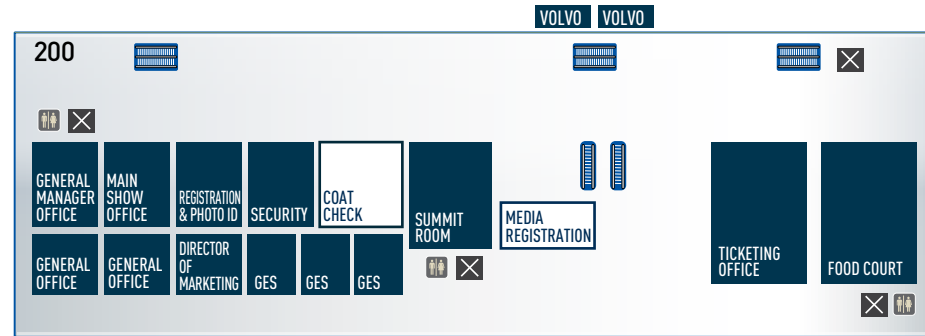 VOLVO VOLVO
200
GENERAL
MANAGER
OFFICE
MAIN
SHOW
OFFICE
REGISTRATION
& PHOTO ID
SECURITY
COAT
CHECK
SUMMIT
ROOM
MEDIA
REGISTRATION
TICKETING
OFFICE
FOOD COURT
GENERAL
OFFICE
GENERAL
OFFICE
DIRECTOR
OF
MARKETING
GES
GES
GES